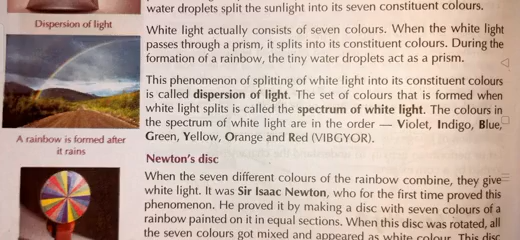 water droplets split the sunlight into its seven constituent colours.
Dispersion of light
White light actually consists of seven colours. When the white light
passes through a prism, it splits into its constituent colours. During the
formation of a rainbow, the tiny water droplets act as a prism.
This phenomenon of splitting of white light into its constituent colours
is called dispersion of light. The set of colours that is formed when
white light splits is called the spectrum of white light. The colours in
the spectrum of white light are in the order — Violet, Indigo, Blue,
Green, Yellow, Orange and Red (VIBGYOR).
A rainbow is formed after
it rains
Newton's disc
When the seven different colours of the rainbow combine, they give
white light. It was Sir Isaac Newton, who for the first time proved this
phenomenon. He proved it by making a disc with seven colours of a
rainbow painted on it in equal sections. When this disc was rotated, all
the seven colours got mixed and appeared as white colour. This disc